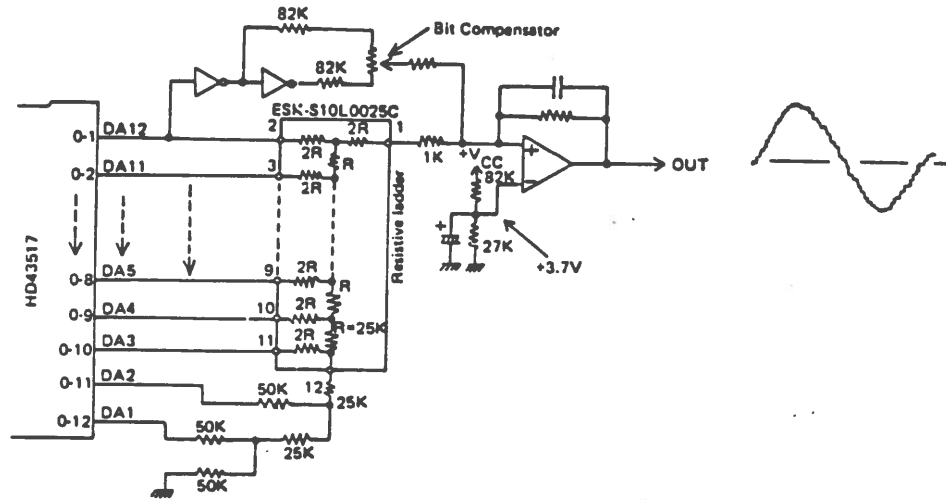 82K
Bit Compensator
82K
ESK-S10L0025C
0-1 DA12
2
2R
2R
1
1K
+V
CC
82K
OUT
0-2 DA11
3
2R
R
27K
+3.7V
Resistive ladder
HD43517
0-8 DA5
9
2R
R
0-9 DA4
10
2R
R=25K
0-10 DA3
11
2R
0-11 DA2
12
50K
25K
0-12 DA1
50K
25K
50K